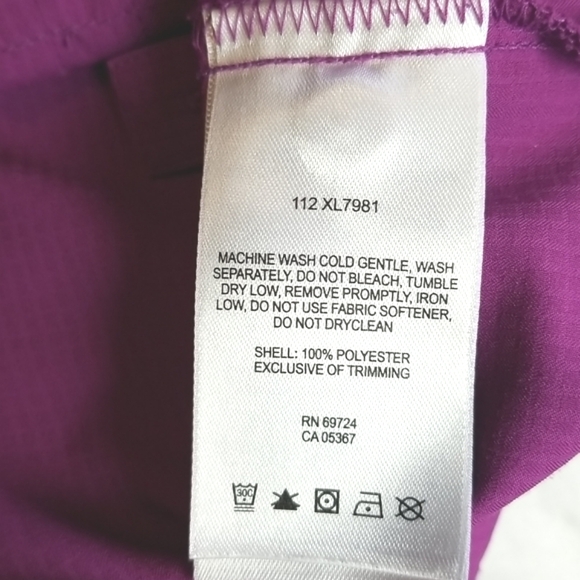 112 XL7981
MACHINE WASH COLD GENTLE, WASH
SEPARATELY, DO NOT BLEACH, TUMBLE
DRY LOW, REMOVE PROMPTLY, IRON
LOW, DO NOT USE FABRIC SOFTENER,
DO NOT DRYCLEAN
SHELL: 100% POLYESTER
EXCLUSIVE OF TRIMMING
RN 69724
CA 05367
30C